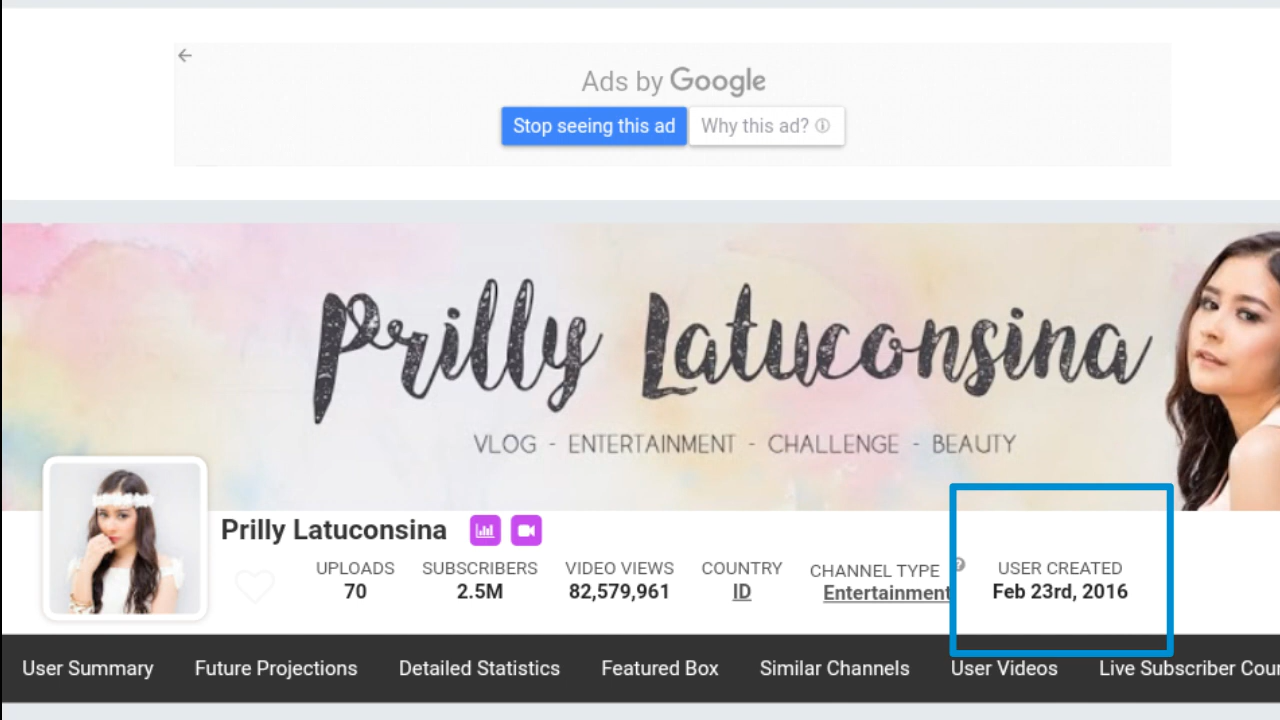 Ads by Google
Stop seeing this ad Why this ad?
Prilly Latuconsina
VLOG - ENTERTAINMENT - CHALLENGE - BEAUTY
Prilly Latuconsina
UPLOADS SUBSCRIBERS VIDEO VIEWS COUNTRY CHANNEL TYPE ? USER CREATED
70 2.5M 82,579,961 ID Entertainment Feb 23rd, 2016
User Summary Future Projections Detailed Statistics Featured Box Similar Channels User Videos Live Subscriber Cou